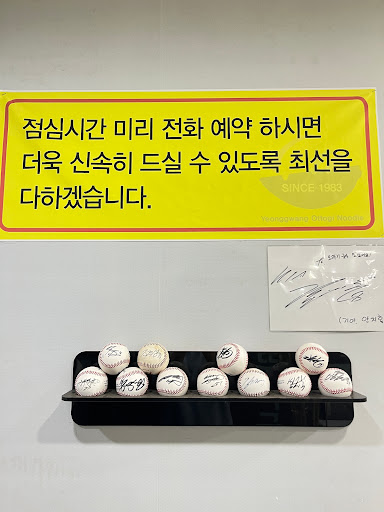 점심시간 미리 전화 예약 하시면
더욱 신속히 드실 수 있도록 최선을
다하겠습니다.
SINCE 1983